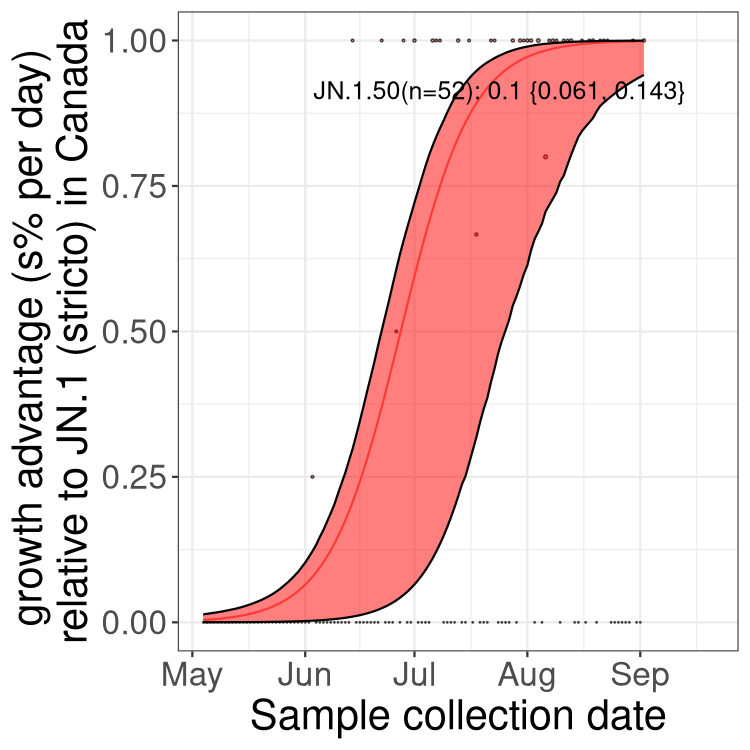 growth advantage (s% per day)
relative to JN.1 (stricto) in Canada
1.00
0.75
0.50
0.25
0.00
JN.1.50(n=52): 0.1 {0.061, 0.143}
May Jun Jul Aug Sep
Sample collection date